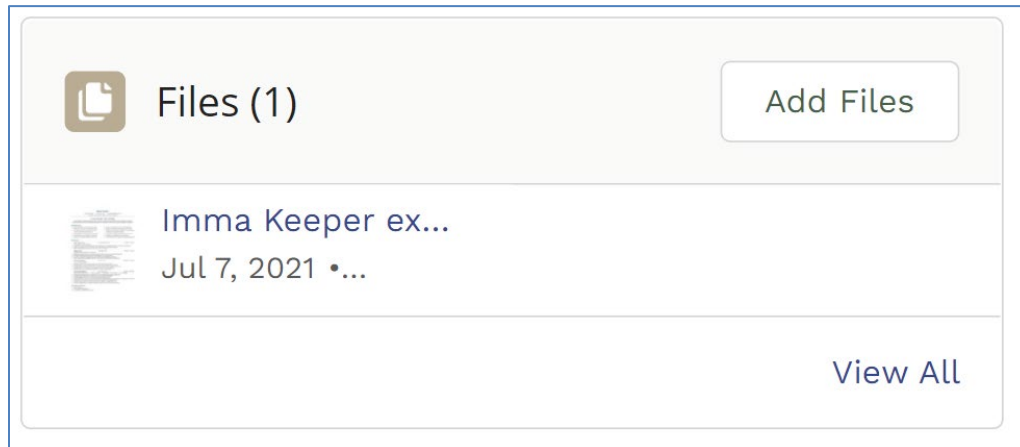 Files (1)
Add Files
Imma Keeper ex...
Jul 7, 2021 •...
View All